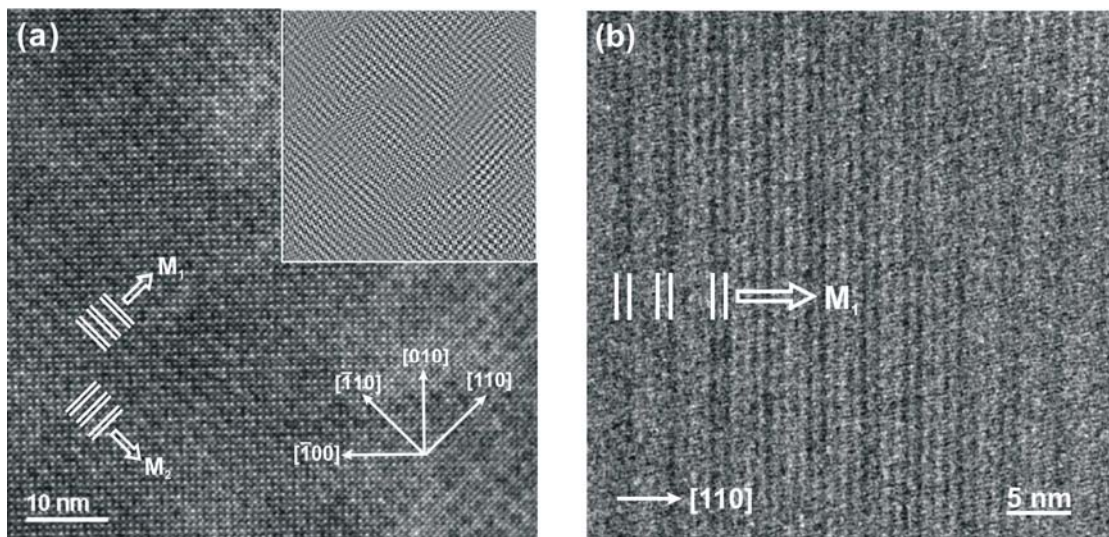 (a)
M₁
[010]
[1̄10]
[110]
[1̄00]
M₂
10 nm
(b)
M₁
[110]
5 nm